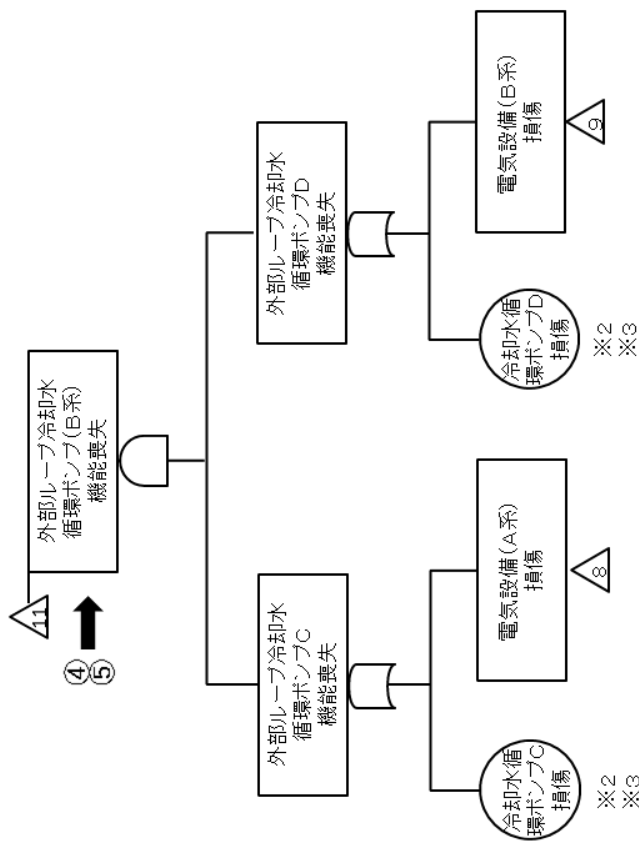 11
④
⑤
外部ループ冷却水
循環ポンプ(B系)
機能喪失
外部ループ冷却水
循環ポンプC
機能喪失
外部ループ冷却水
循環ポンプD
機能喪失
冷却水循
環ポンプC
損傷
※2
※3
電気設備(A系)
損傷
8
冷却水循
環ポンプD
損傷
※2
※3
電気設備(B系)
損傷
9